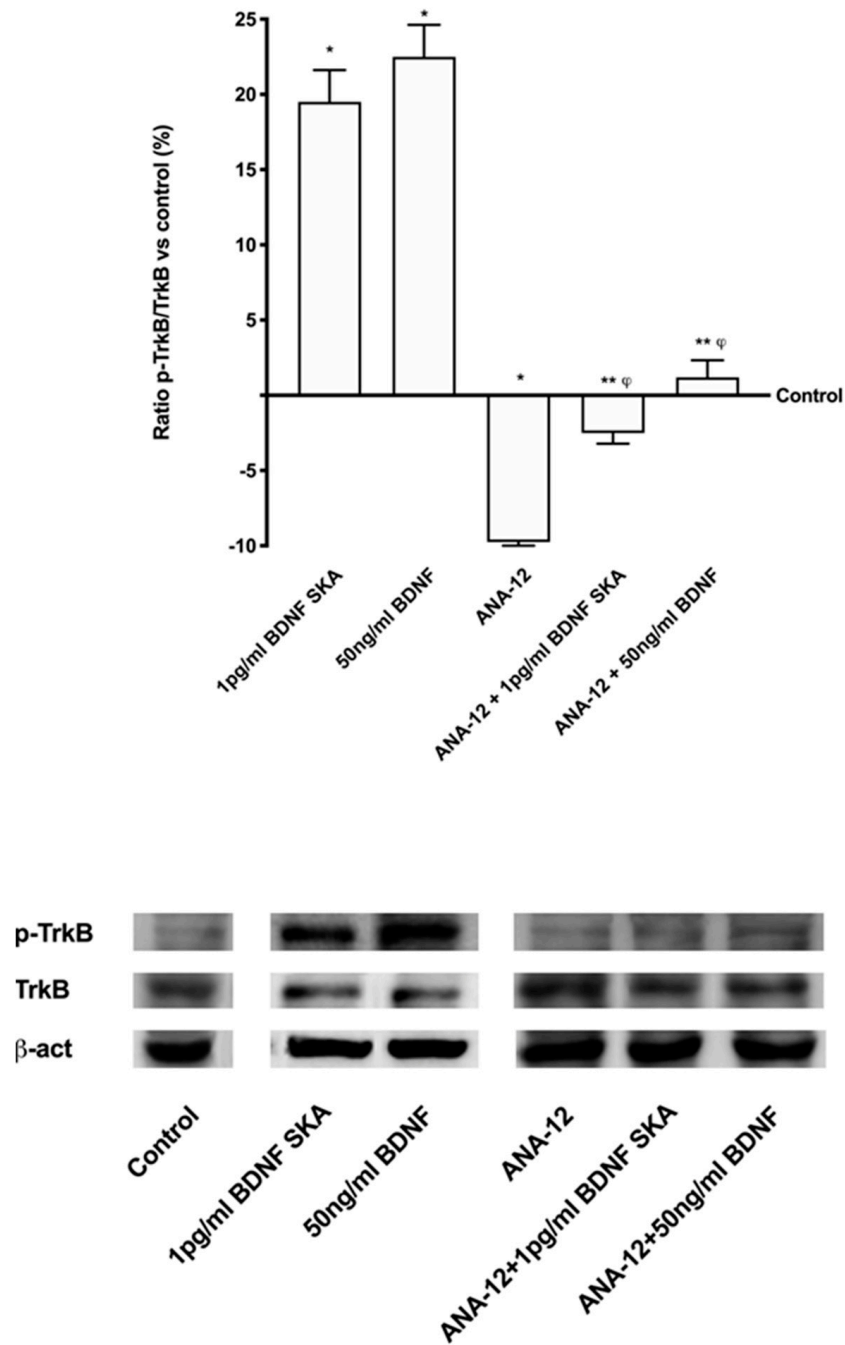 Ratio p-TrkB/TrkB vs control (%)
25
20
15
10
5
-5
-10
*
*
*
** φ
** φ
Control
1pg/ml BDNF SKA
50ng/ml BDNF
ANA-12
ANA-12 + 1pg/ml BDNF SKA
ANA-12 + 50ng/ml BDNF
p-TrkB
TrkB
β-act
Control
1pg/ml BDNF SKA
50ng/ml BDNF
ANA-12
ANA-12+1pg/ml BDNF SKA
ANA-12+50ng/ml BDNF